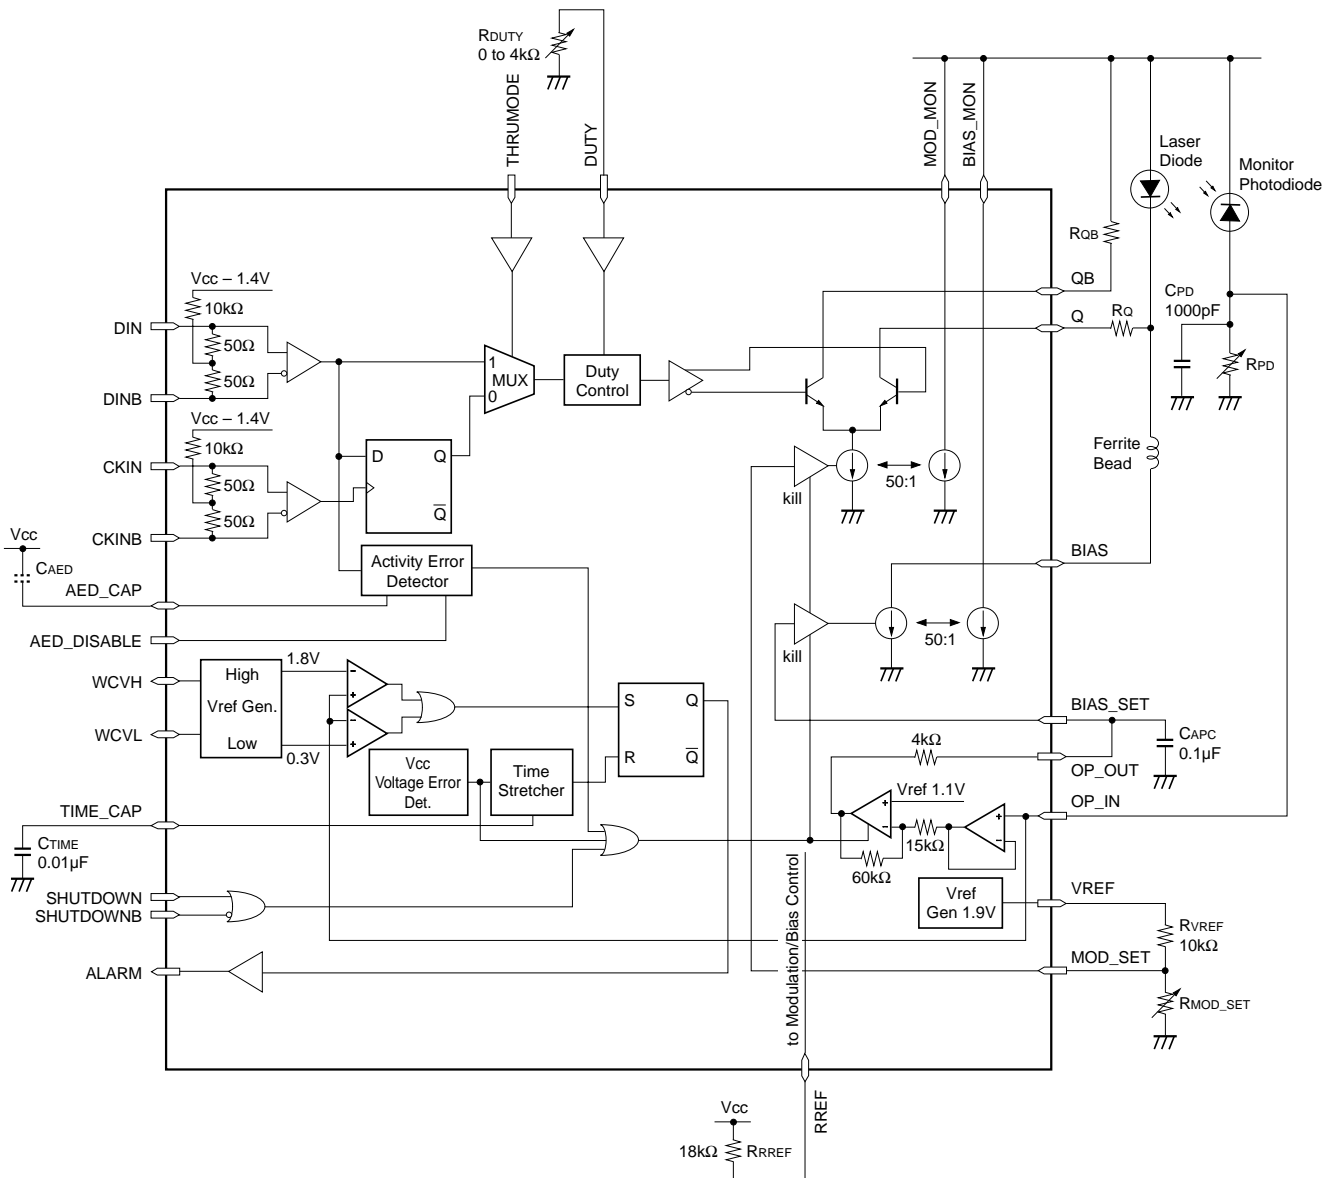 RDUTY
0 to 4kΩ
THRUMODE
DUTY
MOD_MON
BIAS_MON
Laser
Diode
Monitor
Photodiode
RQB
QB
Q
RQ
CPD
1000pF
RPD
Vcc – 1.4V
10kΩ
DIN
50Ω
50Ω
DINB
Vcc – 1.4V
10kΩ
CKIN
50Ω
50Ω
CKINB
1
MUX
0
Duty
Control
D
Q
Q
kill
50:1
Ferrite
Bead
Vcc
CAED
AED_CAP
Activity Error
Detector
BIAS
AED_DISABLE
kill
50:1
WCVH
High
Vref Gen.
Low
WCVL
1.8V
0.3V
-
+
-
+
S
Q
R
Q
Vcc
Voltage Error
Det.
Time
Stretcher
BIAS_SET
CAPC
0.1µF
4kΩ
OP_OUT
Vref 1.1V
OP_IN
+
-
15kΩ
+
-
60kΩ
TIME_CAP
CTIME
0.01µF
SHUTDOWN
SHUTDOWNB
Vref
Gen 1.9V
VREF
RVREF
10kΩ
ALARM
MOD_SET
RMOD_SET
to Modulation/Bias Control
RREF
Vcc
18kΩ
RRREF